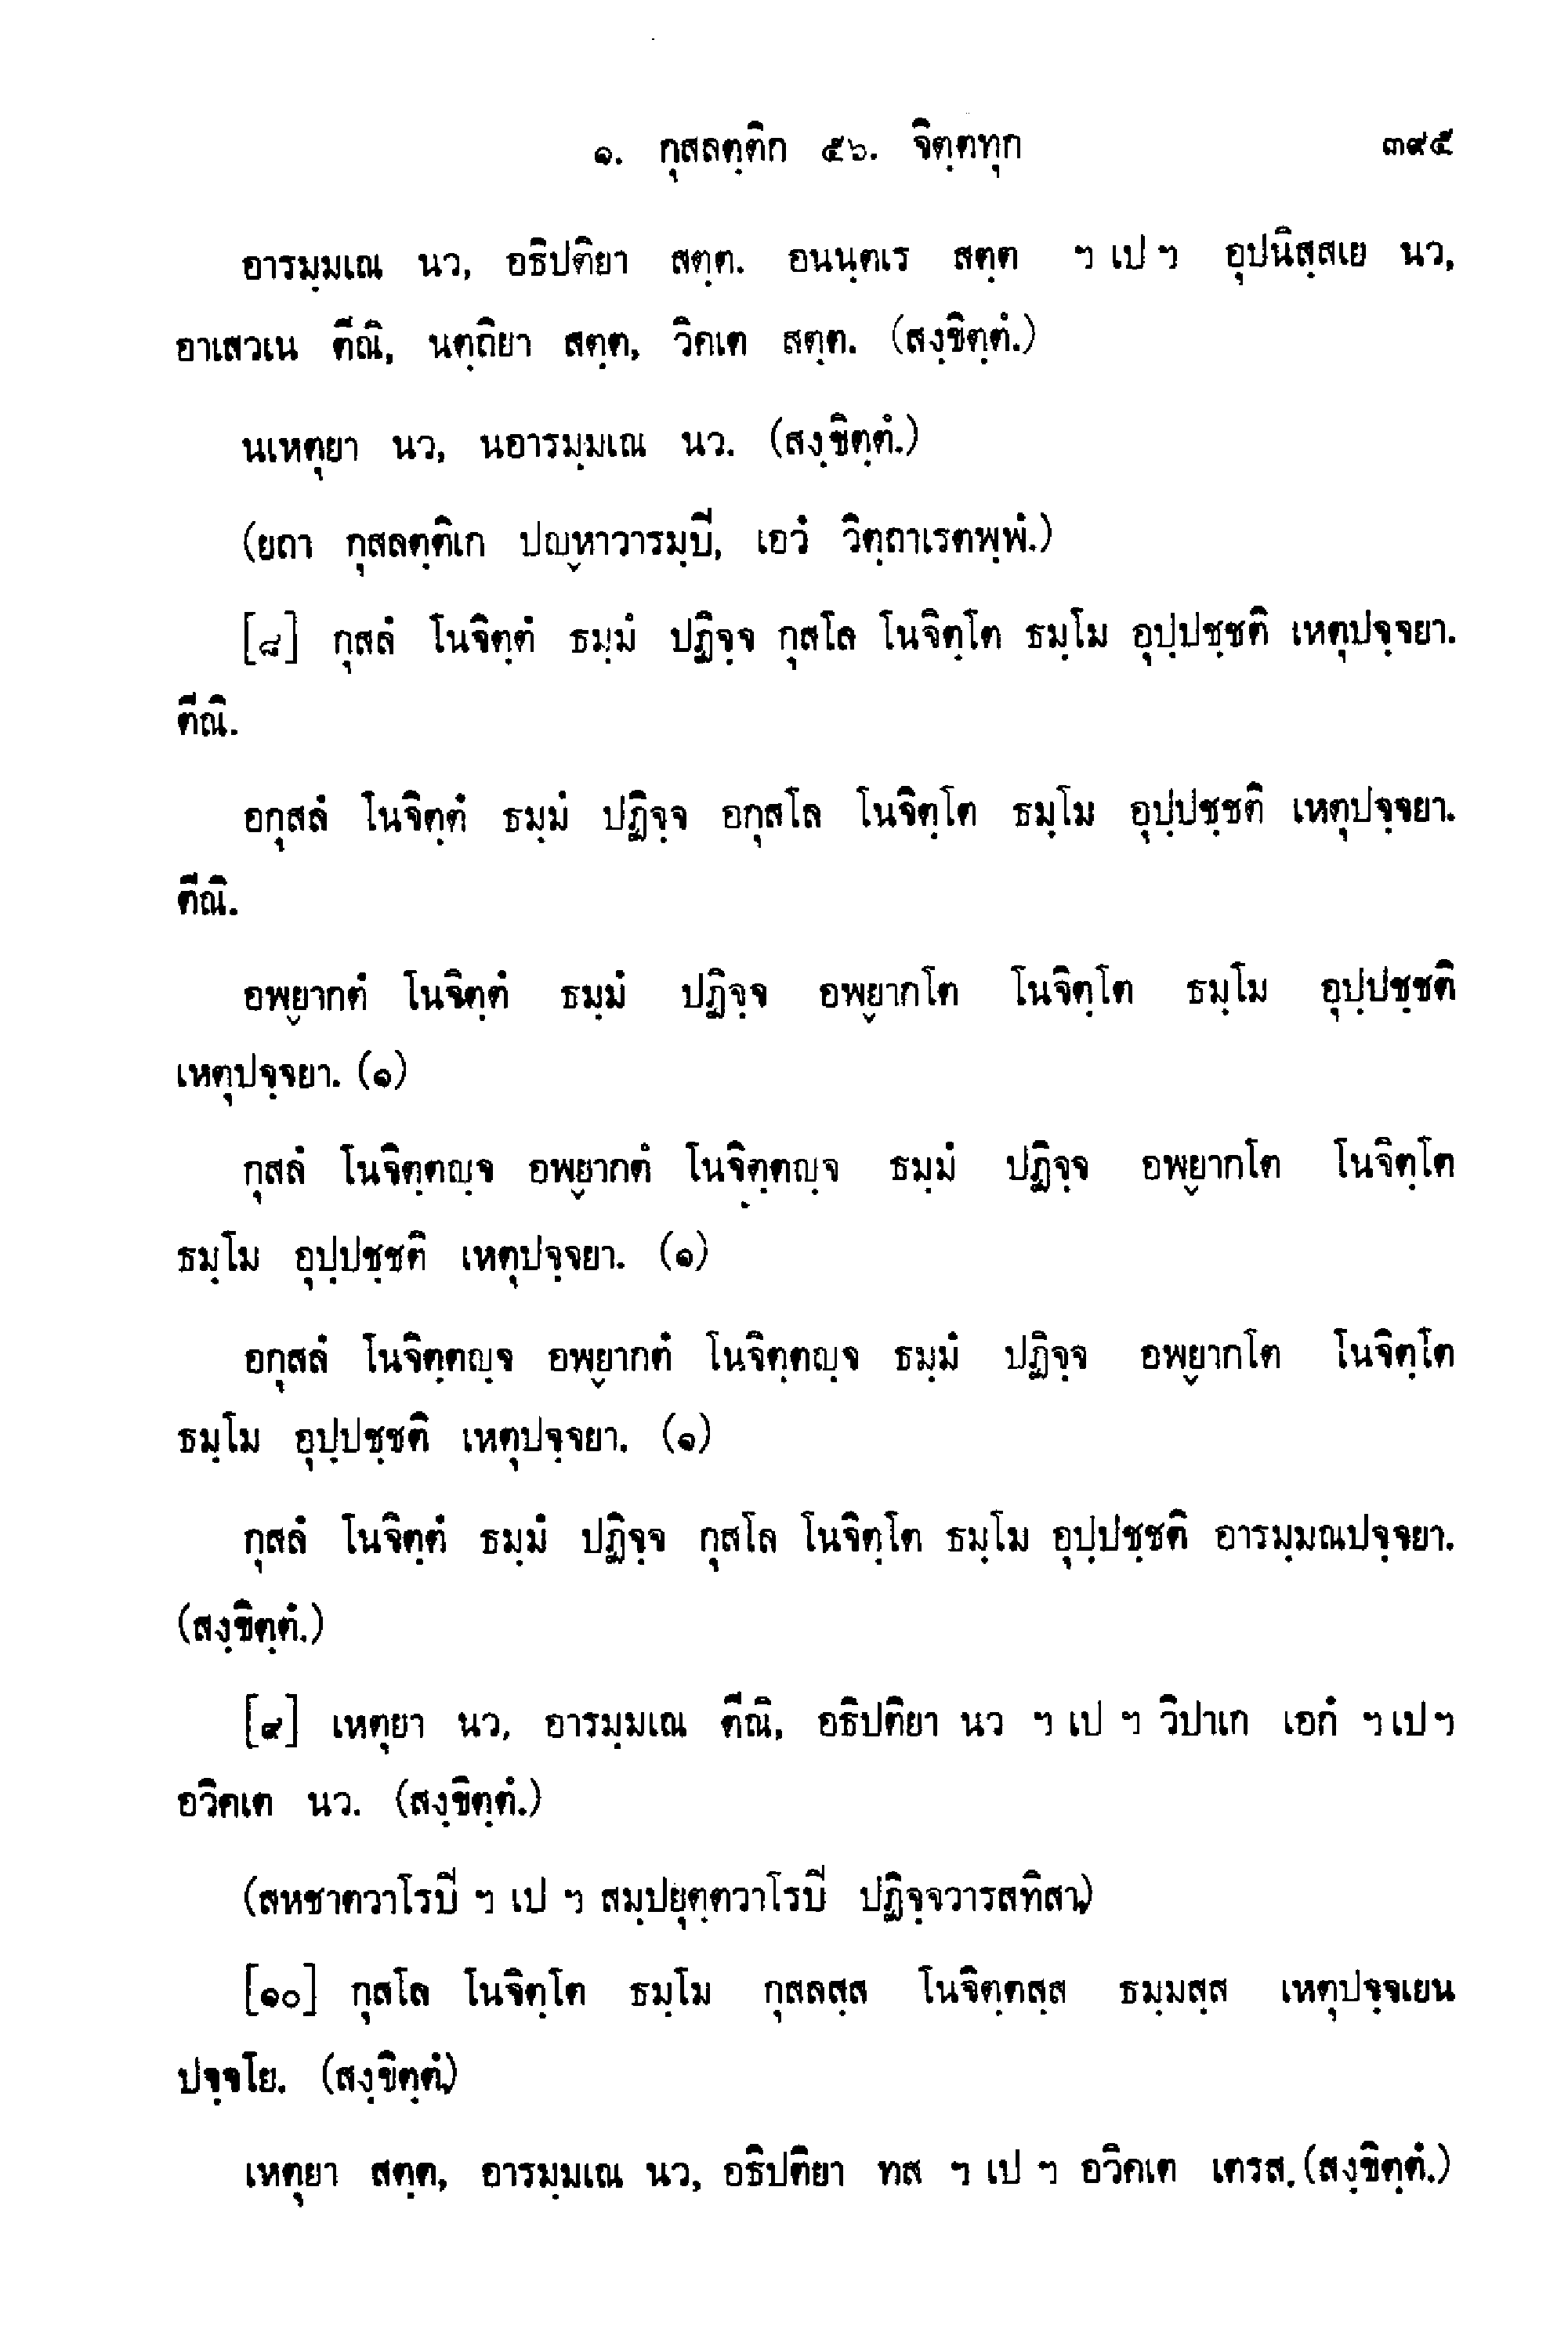 ๑. กุสลตฺติก ๕๖. จิตฺตทุก ๓๙๕
อารมฺมเณ นว, อธิปติยา สตฺต. อนนฺตเร สตฺต ฯ เป ฯ อุปนิสฺสเย นว,
อาเสวเน ตีณิ, นตฺถิยา สตฺต, วิคเต สตฺต. (สงฺขิตฺตํ.)
นเหตุยา นว, นอารมฺมเณ นว. (สงฺขิตฺตํ.)
(ยถา กุสลตฺติเก ปญฺหาวารมฺปิ, เอวํ วิตฺถาเรตพฺพํ.)
[๘] กุสลํ โนจิตฺตํ ธมฺมํ ปฏิจฺจ กุสโล โนจิตฺโต ธมฺโม อุปฺปชฺชติ เหตุปจฺจยา.
ตีณิ.
อกุสลํ โนจิตฺตํ ธมฺมํ ปฏิจฺจ อกุสโล โนจิตฺโต ธมฺโม อุปฺปชฺชติ เหตุปจฺจยา.
ตีณิ.
อพฺยากตํ โนจิตฺตํ ธมฺมํ ปฏิจฺจ อพฺยากโต โนจิตฺโต ธมฺโม อุปฺปชฺชติ
เหตุปจฺจยา. (๑)
กุสลํ โนจิตฺตญฺจ อพฺยากตํ โนจิตฺตญฺจ ธมฺมํ ปฏิจฺจ อพฺยากโต โนจิตฺโต
ธมฺโม อุปฺปชฺชติ เหตุปจฺจยา. (๑)
อกุสลํ โนจิตฺตญฺจ อพฺยากตํ โนจิตฺตญฺจ ธมฺมํ ปฏิจฺจ อพฺยากโต โนจิตฺโต
ธมฺโม อุปฺปชฺชติ เหตุปจฺจยา. (๑)
กุสลํ โนจิตฺตํ ธมฺมํ ปฏิจฺจ กุสโล โนจิตฺโต ธมฺโม อุปฺปชฺชติ อารมฺมณปจฺจยา.
(สงฺขิตฺตํ.)
[๙] เหตุยา นว, อารมฺมเณ ตีณิ, อธิปติยา นว ฯ เป ฯ วิปาเก เอกํ ฯ เป ฯ
อวิคเต นว. (สงฺขิตฺตํ.)
(สหชาตวาโรปิ ฯ เป ฯ สมฺปยุตฺตวาโรปิ ปฏิจฺจวารสทิสา.)
[๑๐] กุสโล โนจิตฺโต ธมฺโม กุสลสฺส โนจิตฺตสฺส ธมฺมสฺส เหตุปจฺจเยน
ปจฺจโย. (สงฺขิตฺตํ.)
เหตุยา สตฺต, อารมฺมเณ นว, อธิปติยา ทส ฯ เป ฯ อวิคเต เตรส. (สงฺขิตฺตํ.)